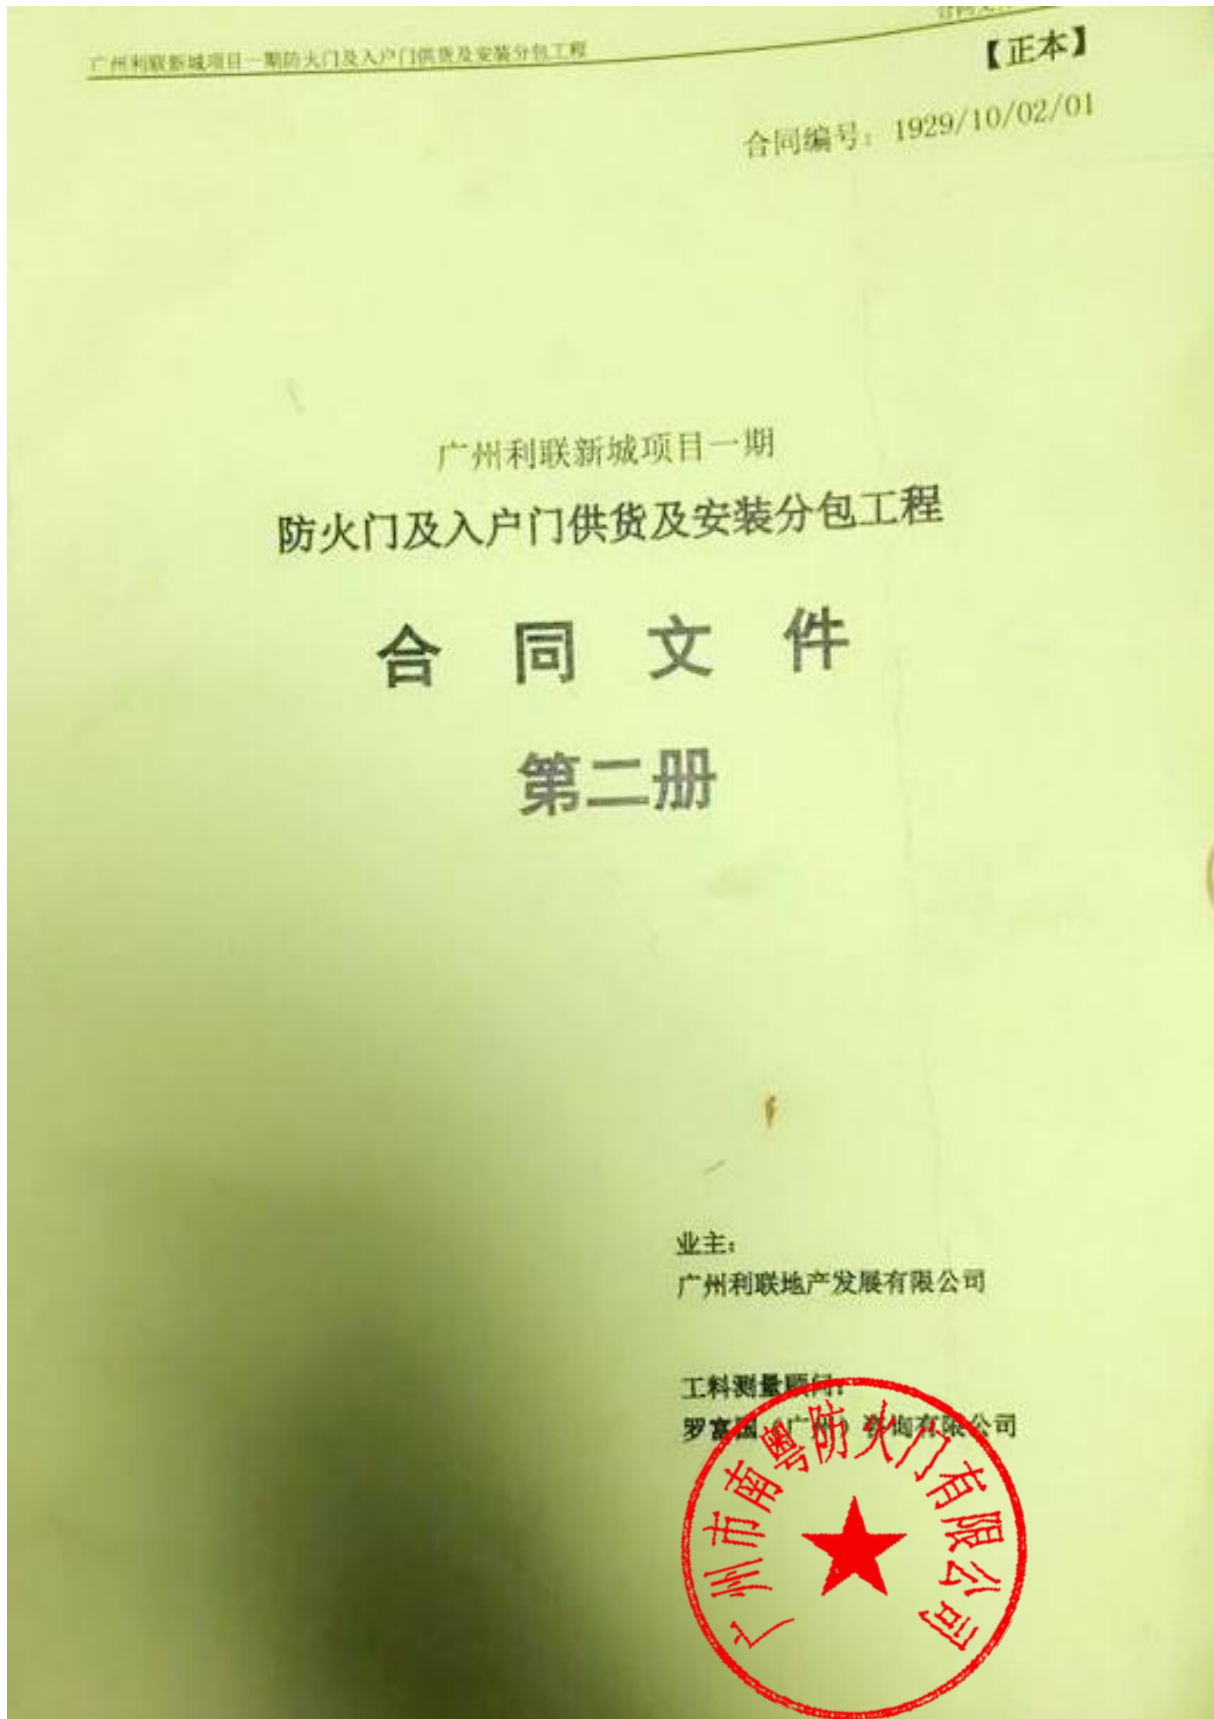 广州利联新城项目一期防火门及入户门供货及安装分包工程
【正本】
合同编号：1929/10/02/01
广州利联新城项目一期
防火门及入户门供货及安装分包工程
合同文件
第二册
业主：
广州利联地产发展有限公司
工料测量顾问：
罗富国（广州）咨询有限公司
广州市南粤防火门有限公司